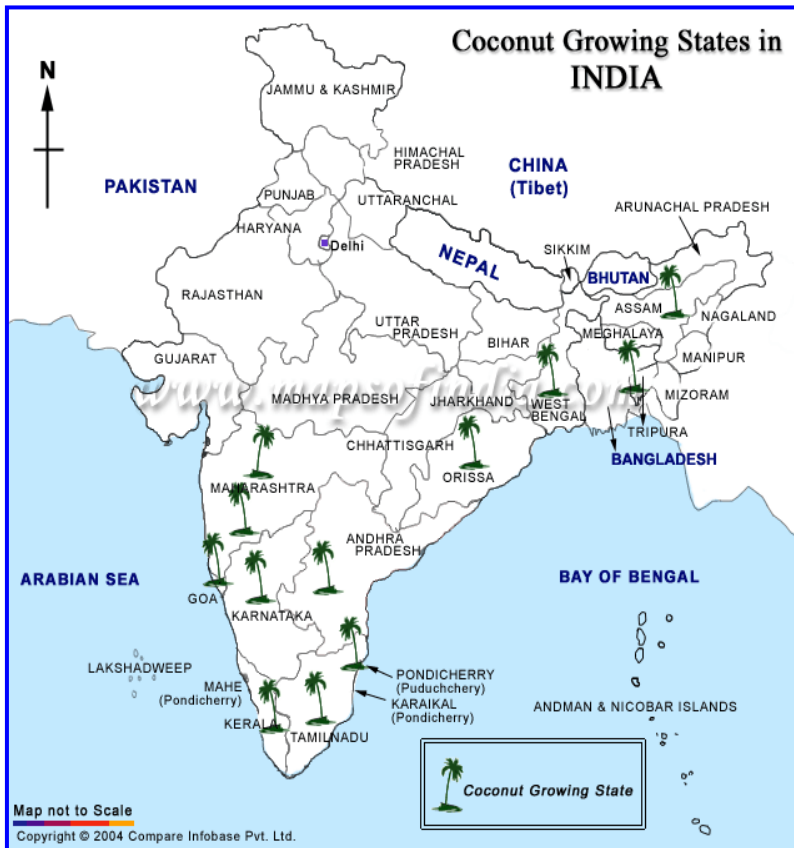 Coconut Growing States in
INDIA
N
JAMMU & KASHMIR
HIMACHAL
PRADESH
CHINA
(Tibet)
PAKISTAN
PUNJAB
UTTARANCHAL
ARUNACHAL PRADESH
HARYANA
Delhi
NEPAL
SIKKIM
BHUTAN
RAJASTHAN
ASSAM
NAGALAND
UTTAR
PRADESH
BIHAR
MEGHALAYA
GUJARAT
MANIPUR
www.mapsofindia.com
MADHYA PRADESH
JHARKHAND
WEST
BENGAL
MIZORAM
TRIPURA
CHHATTISGARH
BANGLADESH
ORISSA
MAHARASHTRA
ANDHRA
PRADESH
ARABIAN SEA
BAY OF BENGAL
GOA
KARNATAKA
LAKSHADWEEP
MAHE
(Pondicherry)
PONDICHERRY
(Puduchchery)
KARAIKAL
(Pondicherry)
ANDMAN & NICOBAR ISLANDS
KERALA
TAMILNADU
Coconut Growing State
Map not to Scale
Copyright © 2004 Compare Infobase Pvt. Ltd.